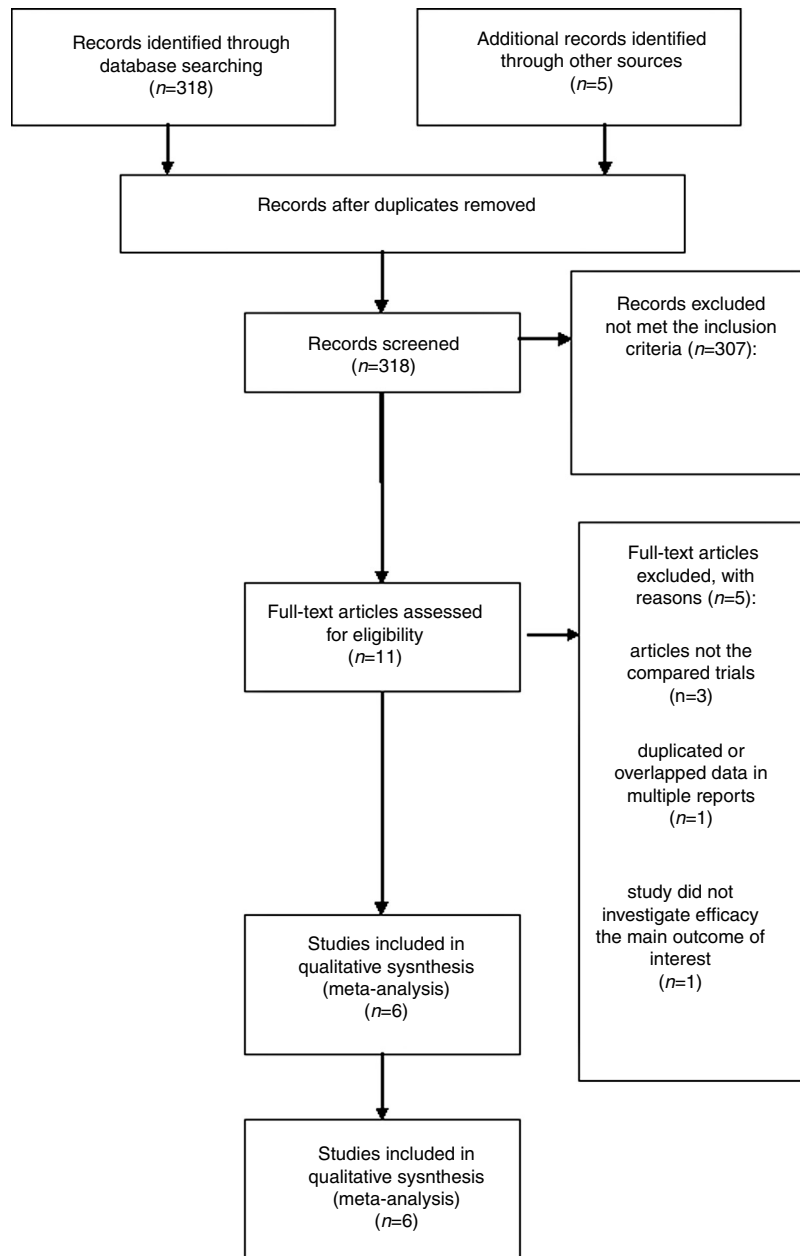 Records identified through
database searching
(n=318)
Additional records identified
through other sources
(n=5)
Records after duplicates removed
Records screened
(n=318)
Records excluded
not met the inclusion
criteria (n=307):
Full-text articles assessed
for eligibility
(n=11)
Full-text articles
excluded, with
reasons (n=5):
articles not the
compared trials
(n=3)
duplicated or
overlapped data in
multiple reports
(n=1)
study did not
investigate efficacy
the main outcome of
interest
(n=1)
Studies included in
qualitative sysnthesis
(meta-analysis)
(n=6)
Studies included in
qualitative sysnthesis
(meta-analysis)
(n=6)